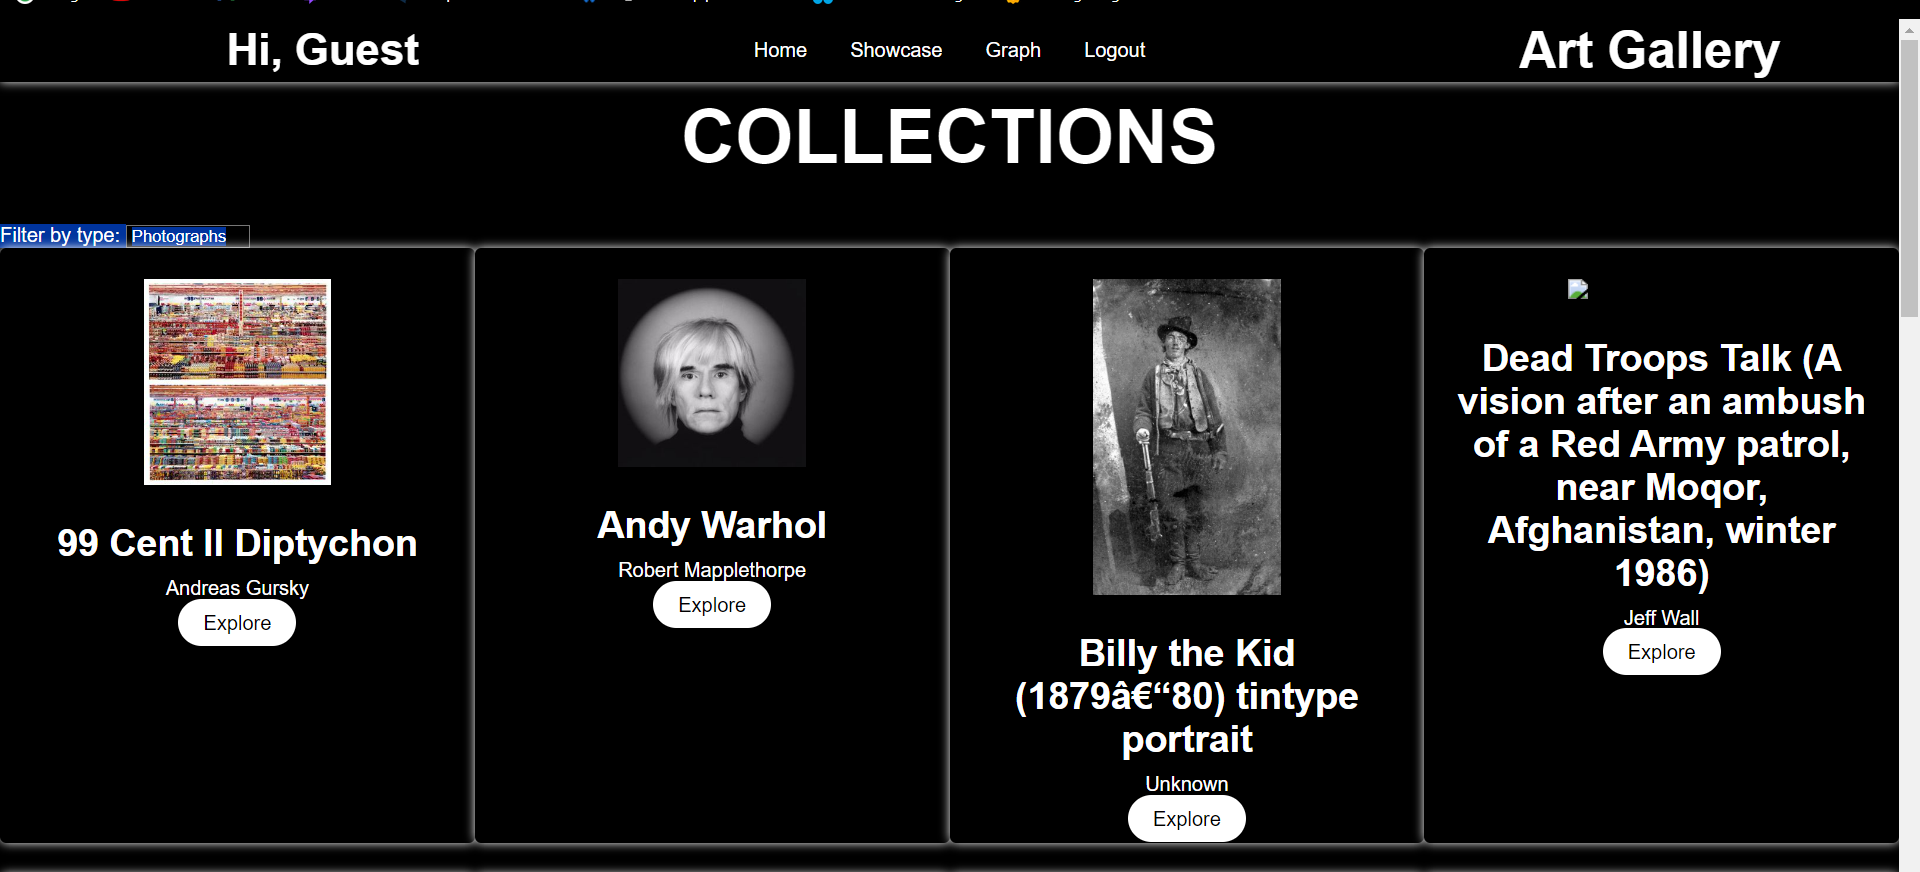 Hi, Guest
Home Showcase Graph Logout
Art Gallery
COLLECTIONS
Filter by type: Photographs
99 Cent II Diptychon
Andreas Gursky
Explore
Andy Warhol
Robert Mapplethorpe
Explore
Billy the Kid
(1879â€“80) tintype
portrait
Unknown
Explore
Dead Troops Talk (A
vision after an ambush
of a Red Army patrol,
near Moqor,
Afghanistan, winter
1986)
Jeff Wall
Explore